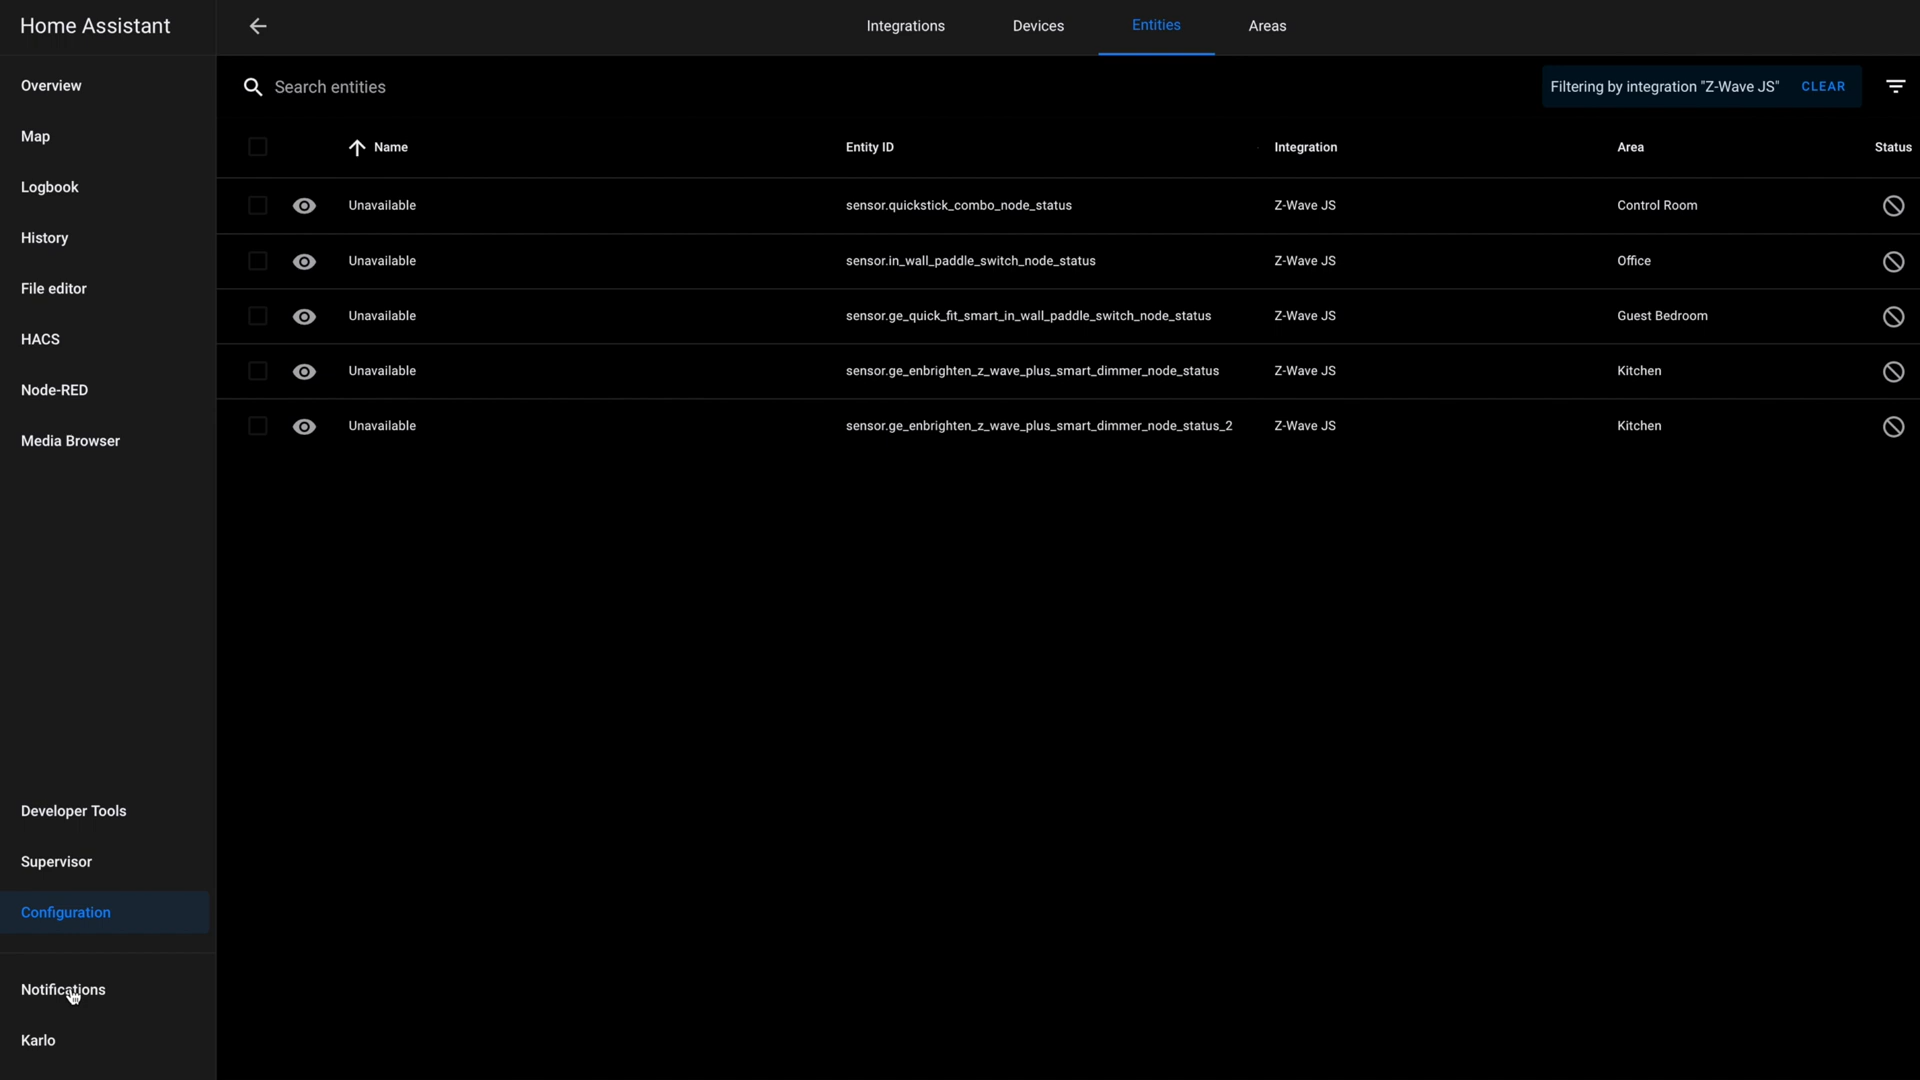 Home Assistant
Integrations Devices Entities Areas
Overview
Map
Logbook
History
File editor
HACS
Node-RED
Media Browser
Developer Tools
Supervisor
Configuration
Notifications
Karlo
Search entities
Filtering by integration "Z-Wave JS" CLEAR
Name Entity ID Integration Area Status
Unavailable sensor.quickstick_combo_node_status Z-Wave JS Control Room
Unavailable sensor.in_wall_paddle_switch_node_status Z-Wave JS Office
Unavailable sensor.ge_quick_fit_smart_in_wall_paddle_switch_node_status Z-Wave JS Guest Bedroom
Unavailable sensor.ge_enbrighten_z_wave_plus_smart_dimmer_node_status Z-Wave JS Kitchen
Unavailable sensor.ge_enbrighten_z_wave_plus_smart_dimmer_node_status_2 Z-Wave JS Kitchen